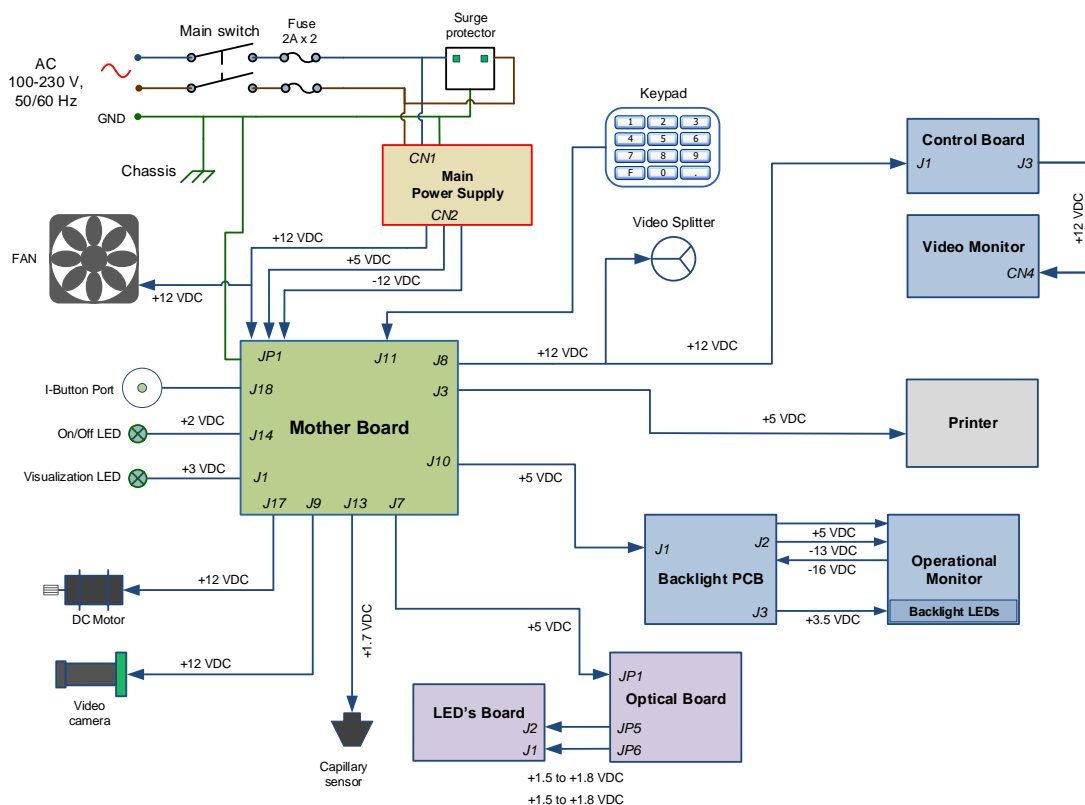 Main switch
Fuse
2A x 2
Surge
protector
AC
100-230 V,
50/60 Hz
GND
Chassis
CN1
Main
Power Supply
CN2
Keypad
1 2 3
4 5 6
7 8 9
F 0 .
Control Board
J1
J3
+12 VDC
Video Monitor
CN4
Video Splitter
FAN
+12 VDC
+12 VDC
+5 VDC
-12 VDC
JP1
J11
J8
J18
J3
Mother Board
J14
J10
J1
J17
J9
J13
J7
+12 VDC
+12 VDC
I-Button Port
On/Off LED
+2 VDC
Visualization LED
+3 VDC
+5 VDC
Printer
+5 VDC
J1
J2
Backlight PCB
J3
+5 VDC
-13 VDC
-16 VDC
+3.5 VDC
Operational
Monitor
Backlight LEDs
+12 VDC
DC Motor
+12 VDC
Video
camera
+1.7 VDC
Capillary
sensor
+5 VDC
JP1
Optical Board
JP5
JP6
LED's Board
J2
J1
+1.5 to +1.8 VDC
+1.5 to +1.8 VDC